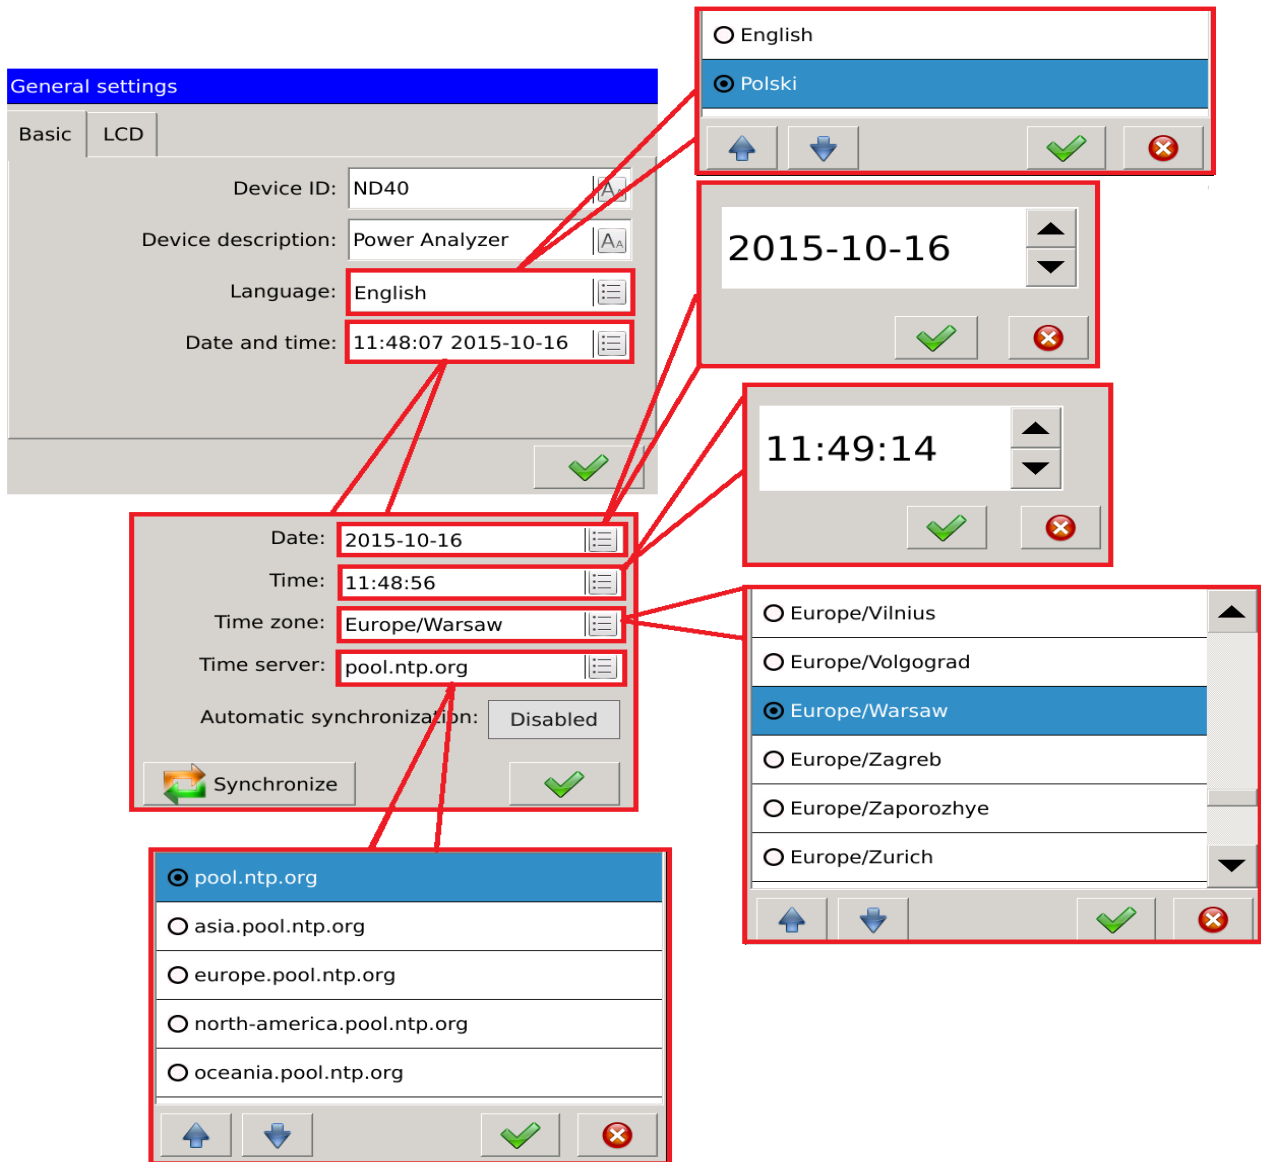 General settings
Basic
LCD
Device ID: ND40
Device description: Power Analyzer
Language: English
Date and time: 11:48:07 2015-10-16
English
Polski
2015-10-16
11:49:14
Date: 2015-10-16
Time: 11:48:56
Time zone: Europe/Warsaw
Time server: pool.ntp.org
Automatic synchronization: Disabled
Synchronize
Europe/Vilnius
Europe/Volgograd
Europe/Warsaw
Europe/Zagreb
Europe/Zaporozhye
Europe/Zurich
pool.ntp.org
asia.pool.ntp.org
europe.pool.ntp.org
north-america.pool.ntp.org
oceania.pool.ntp.org